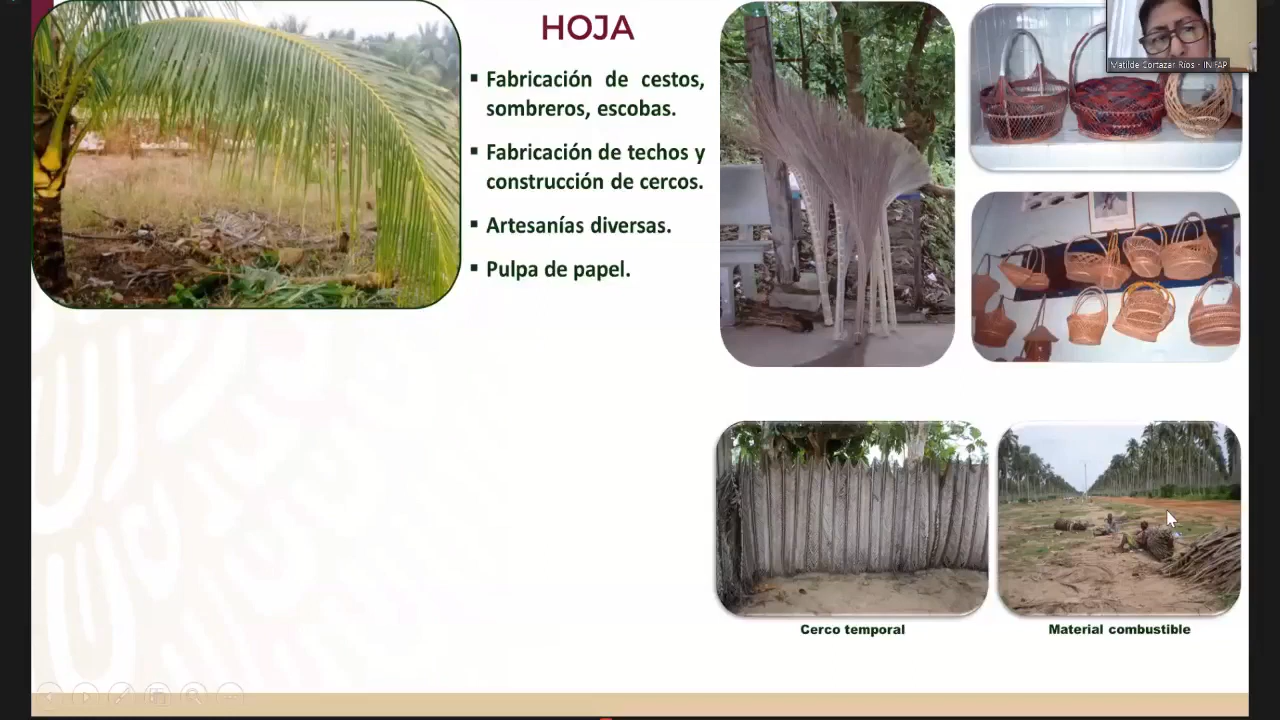 HOJA
▪ Fabricación de cestos,
sombreros, escobas.
▪ Fabricación de techos y
construcción de cercos.
▪ Artesanías diversas.
▪ Pulpa de papel.
Matilde Cortazar Rios - INIFAP
Cerco temporal
Material combustible